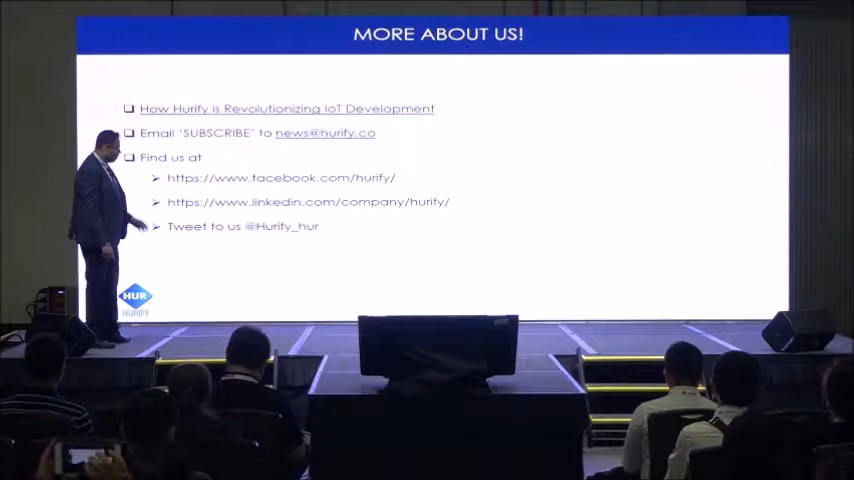 MORE ABOUT US!
How Hurify is Revolutionizing IoT Development
Email ‘SUBSCRIBE’ to news@hurify.co
Find us at
https://www.facebook.com/hurify/
https://www.linkedin.com/company/hurify/
Tweet to us @Hurify_hur
HUR
HURIFY